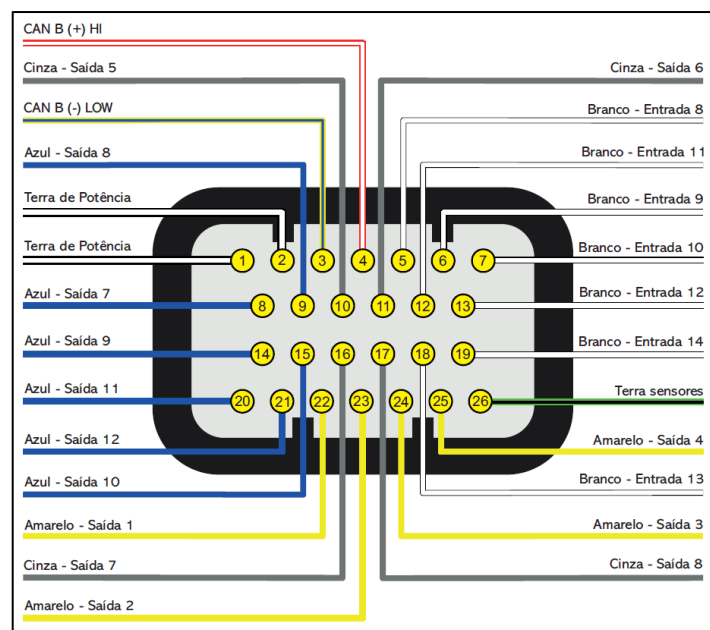 CAN B (+) HI
Cinza - Saída 5
CAN B (-) LOW
Azul - Saída 8
Terra de Potência
Terra de Potência
Azul - Saída 7
Azul - Saída 9
Azul - Saída 11
Azul - Saída 12
Azul - Saída 10
Amarelo - Saída 1
Cinza - Saída 7
Amarelo - Saída 2
Cinza - Saída 6
Branco - Entrada 8
Branco - Entrada 11
Branco - Entrada 9
Branco - Entrada 10
Branco - Entrada 12
Branco - Entrada 14
Terra sensores
Amarelo - Saída 4
Branco - Entrada 13
Amarelo - Saída 3
Cinza - Saída 8
1 2 3 4 5 6 7
8 9 10 11 12 13
14 15 16 17 18 19
20 21 22 23 24 25 26